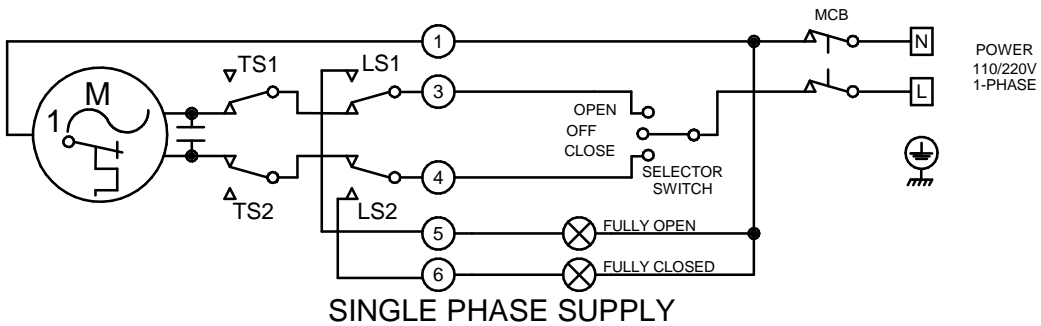 MCB
1
N
POWER
110/220V
1-PHASE
TS1
LS1
M
3
L
OPEN
1
OFF
CLOSE
4
SELECTOR
SWITCH
TS2
LS2
5
FULLY OPEN
6
FULLY CLOSED
SINGLE PHASE SUPPLY